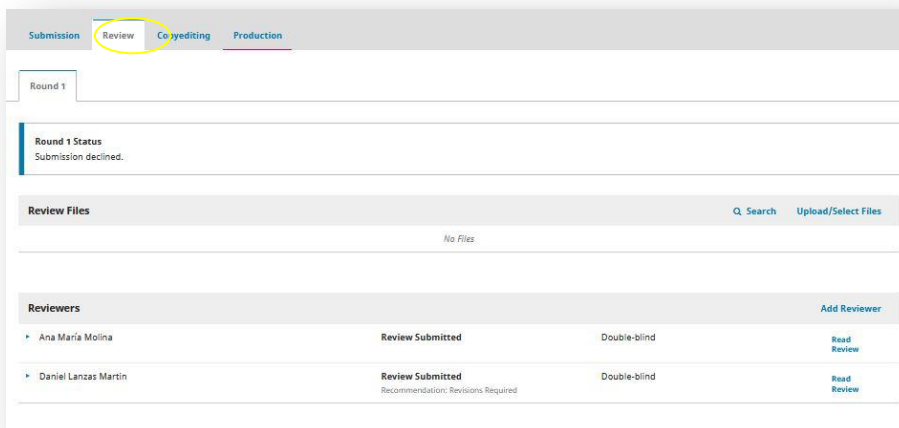 Submission Review Copyediting Production
Round 1
Round 1 Status
Submission declined.
Review Files Search Upload/Select Files
No Files
Reviewers Add Reviewer
Ana María Molina Review Submitted Double-blind Read
Review
Daniel Lanzas Martin Review Submitted Double-blind Read
Recommendation: Revisions Required Review